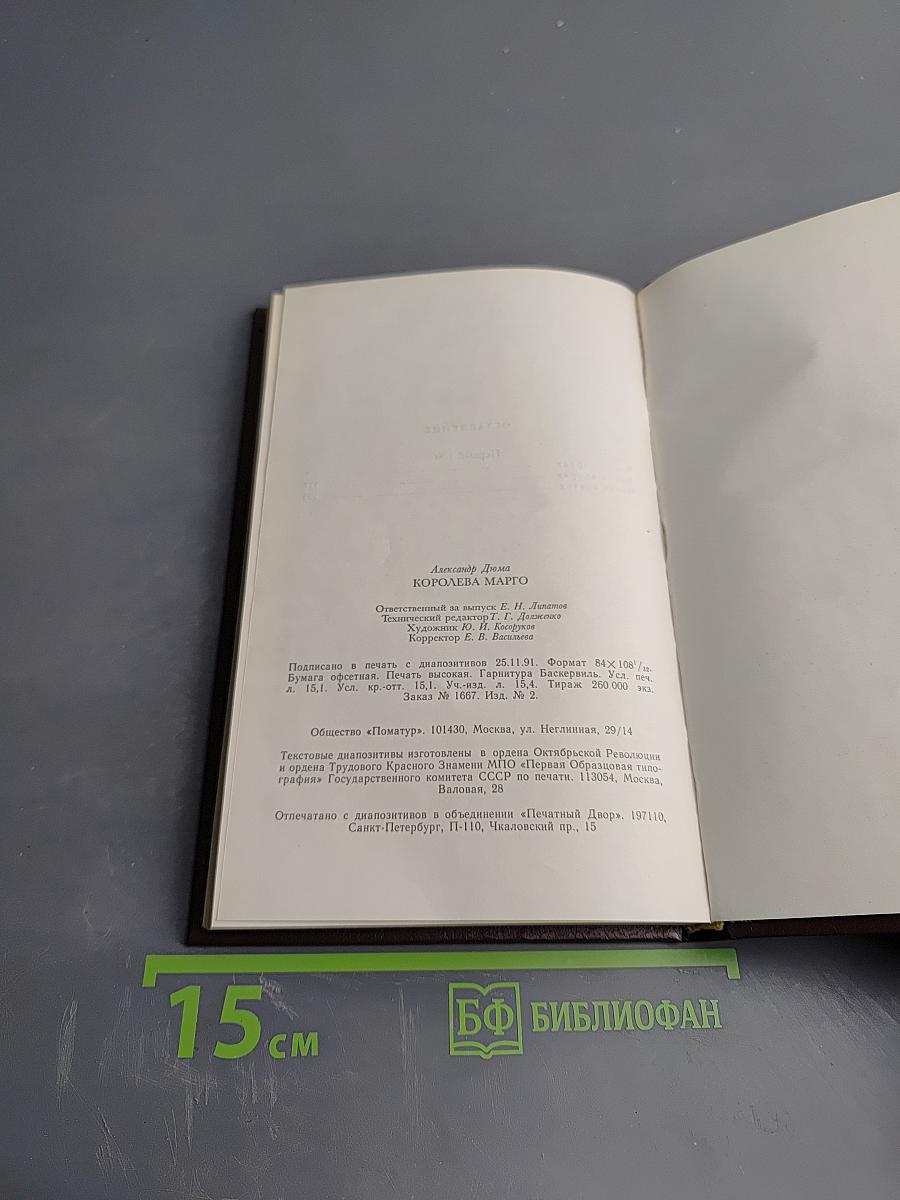 ОГЛАВЛЕНИЕ
Александр Дюма
КОРОЛЕВА МАРГО
Ответственный за выпуск Е. Н. Липатов
Технический редактор Т. Г. Долженко
Художник Ю. И. Косоруков
Корректор Е. В. Васильева
Подписано в печать с диапозитивов 25.11.91. Формат 84×108¹/₃₂.
Бумага офсетная. Печать высокая. Гарнитура Баскервиль. Усл. печ.
л. 15,1. Усл. кр.-отт. 15,1. Уч.-изд. л. 15,4. Тираж 260 000 экз.
Заказ № 1667. Изд. № 2.
Общество «Поматур». 101430, Москва, ул. Неглинная, 29/14
Текстовые диапозитивы изготовлены в ордена Октябрьской Революции
и ордена Трудового Красного Знамени МПО «Первая Образцовая типо-
графия» Государственного комитета СССР по печати. 113054, Москва,
Валовая, 28
Отпечатано с диапозитивов в объединении «Печатный Двор». 197110,
Санкт-Петербург, П-110, Чкаловский пр., 15
15 см
БФ БИБЛИОФАН